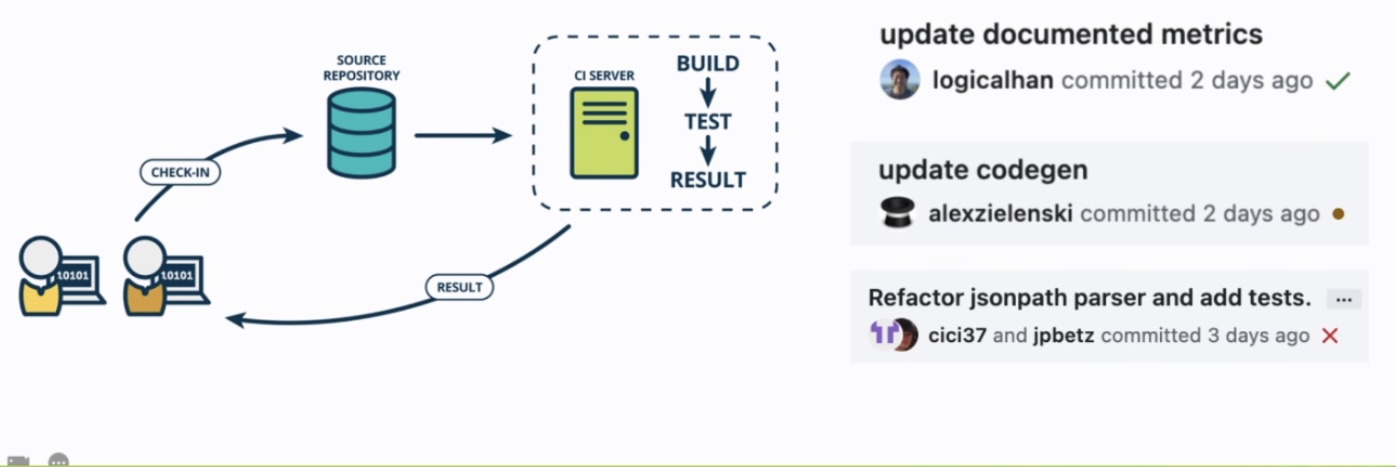 SOURCE
REPOSITORY
CI SERVER
BUILD
TEST
RESULT
CHECK-IN
10101
10101
RESULT
update documented metrics
logicalhan committed 2 days ago
update codegen
alexzielenski committed 2 days ago
Refactor jsonpath parser and add tests. ...
cici37 and jpbetz committed 3 days ago